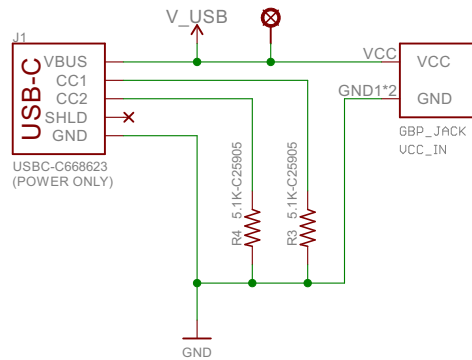 V_USB
J1
USB-C
VBUS
CC1
CC2
SHLD
GND
USBC-C668623
(POWER ONLY)
VCC
GND1*2
VCC
GND
GBP_JACK
VCC_IN
R4 5.1K-C25905
R3 5.1K-C25905
GND